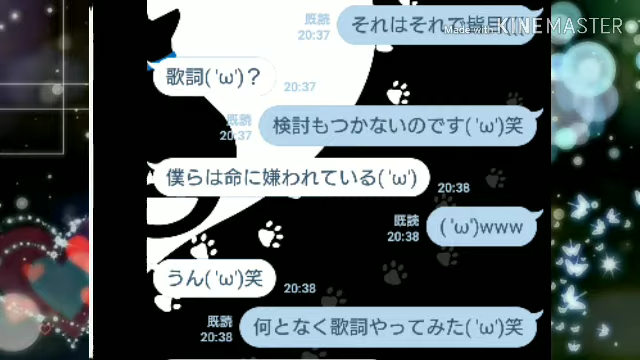 既読
20:37
それはそれで皆目(
Made with KINEMASTER
歌詞('ω')？
20:37
既読
20:37
検討もつかないのです('ω')笑
僕らは命に嫌われている('ω')
20:38
既読
20:38
('ω')www
うん('ω')笑
20:38
既読
20:38
何となく歌詞やってみた('ω')笑